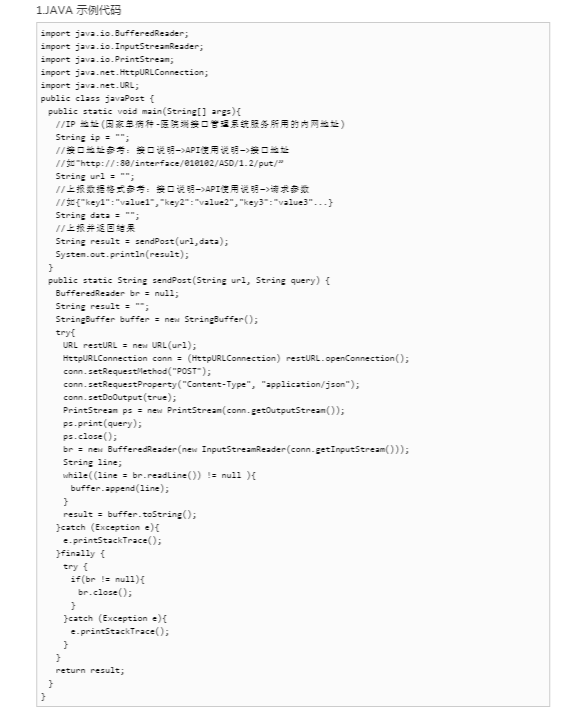 1.JAVA 示例代码
import java.io.BufferedReader;
import java.io.InputStreamReader;
import java.io.PrintStream;
import java.net.HttpURLConnection;
import java.net.URL;
public class javaPost {
public static void main(String[] args){
//IP 地址(国家单病种-医院端接口管理系统服务所用的内网地址)
String ip = "";
//接口地址参考: 接口说明->API使用说明->接口地址
//如"http://:80/interface/010102/ASD/1.2/put/"
String url = "";
//上报数据格式参考: 接口说明->API使用说明->请求参数
//如{"key1":"value1","key2":"value2","key3":"value3"...}
String data = "";
//上报并返回结果
String result = sendPost(url,data);
System.out.println(result);
}
public static String sendPost(String url, String query) {
BufferedReader br = null;
String result = "";
StringBuffer buffer = new StringBuffer();
try{
URL restURL = new URL(url);
HttpURLConnection conn = (HttpURLConnection) restURL.openConnection();
conn.setRequestMethod("POST");
conn.setRequestProperty("Content-Type", "application/json");
conn.setDoOutput(true);
PrintStream ps = new PrintStream(conn.getOutputStream());
ps.print(query);
ps.close();
br = new BufferedReader(new InputStreamReader(conn.getInputStream()));
String line;
while((line = br.readLine()) != null ){
buffer.append(line);
}
result = buffer.toString();
}catch (Exception e){
e.printStackTrace();
}finally {
try {
if(br != null){
br.close();
}
}catch (Exception e){
e.printStackTrace();
}
}
return result;
}
}